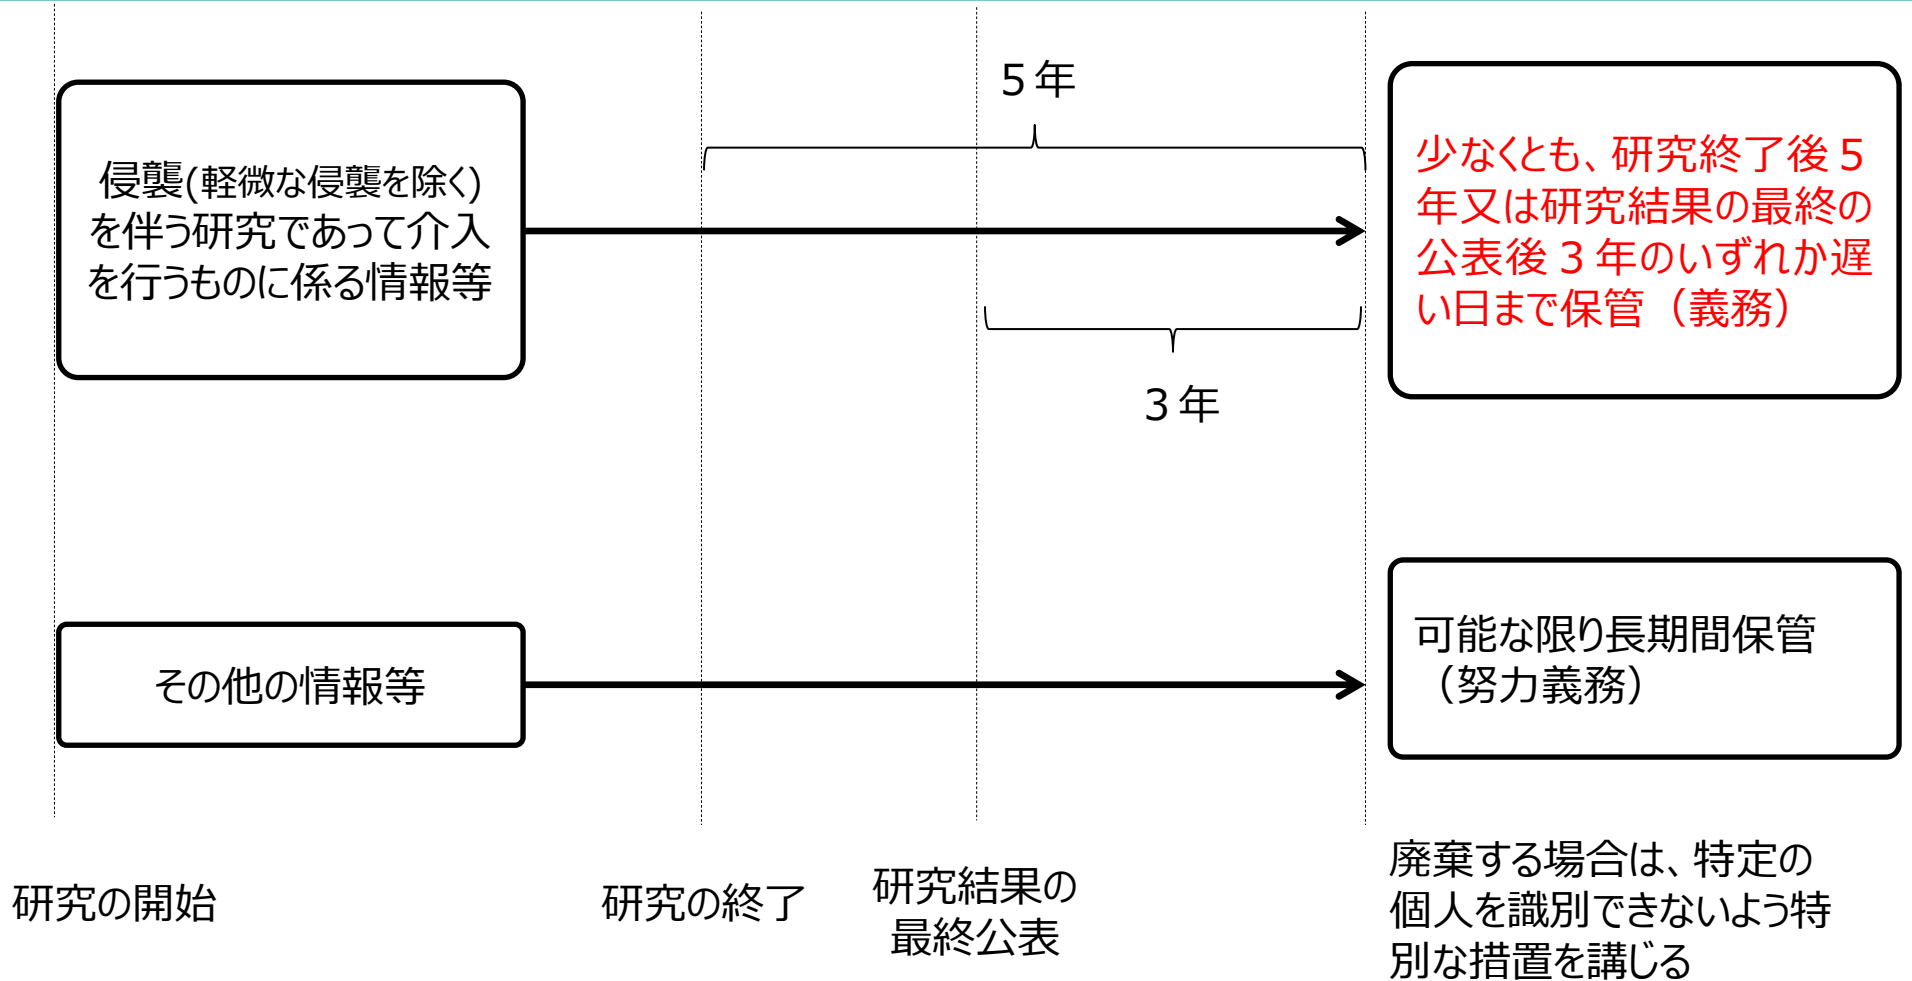 5年
侵襲(軽微な侵襲を除く)
を伴う研究であって介入
を行うものに係る情報等
少なくとも、研究終了後5
年又は研究結果の最終の
公表後3年のいずれか遅
い日まで保管（義務）
3年
その他の情報等
可能な限り長期間保管
（努力義務）
研究の開始
研究の終了
研究結果の
最終公表
廃棄する場合は、特定の
個人を識別できないよう特
別な措置を講じる